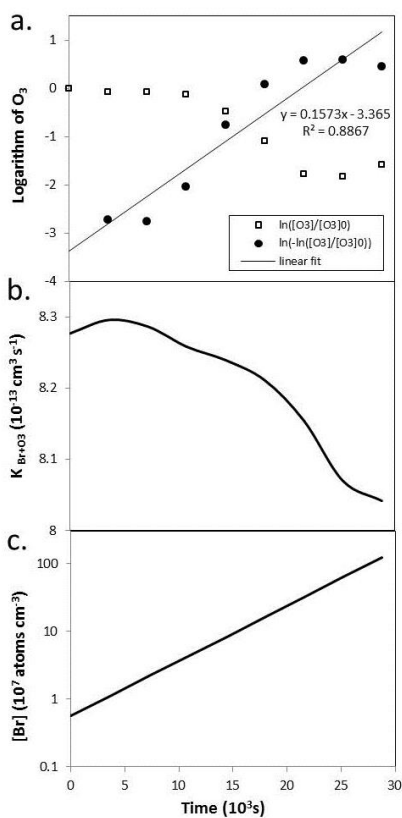 a.
1
0
-1
-2
-3
-4
Logarithm of O3
y = 0.1573x - 3.365
R² = 0.8867
ln([O3]/[O3]0)
ln(-ln([O3]/[O3]0))
linear fit
b.
8.3
8.2
8.1
8
K Br+O3 (10⁻¹³ cm³ s⁻¹)
c.
100
10
1
0.1
[Br] (10⁷ atoms cm⁻³)
0 5 10 15 20 25 30
Time (10³s)